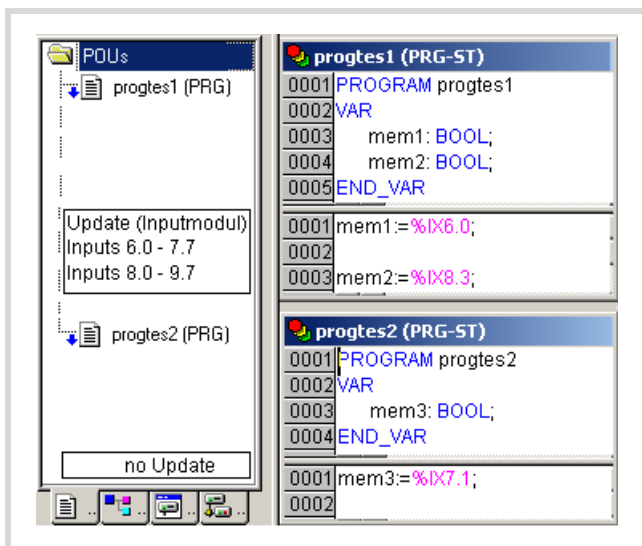 POUs
progtes1 (PRG)
Update (Inputmodul)
Inputs 6.0 - 7.7
Inputs 8.0 - 9.7
progtes2 (PRG)
no Update
.. .. .. ..
progtes1 (PRG-ST)
0001 PROGRAM progtes1
0002 VAR
0003 mem1: BOOL;
0004 mem2: BOOL;
0005 END_VAR
0001 mem1:=%IX6.0;
0002
0003 mem2:=%IX8.3;
progtes2 (PRG-ST)
0001 PROGRAM progtes2
0002 VAR
0003 mem3: BOOL;
0004 END_VAR
0001 mem3:=%IX7.1;
0002